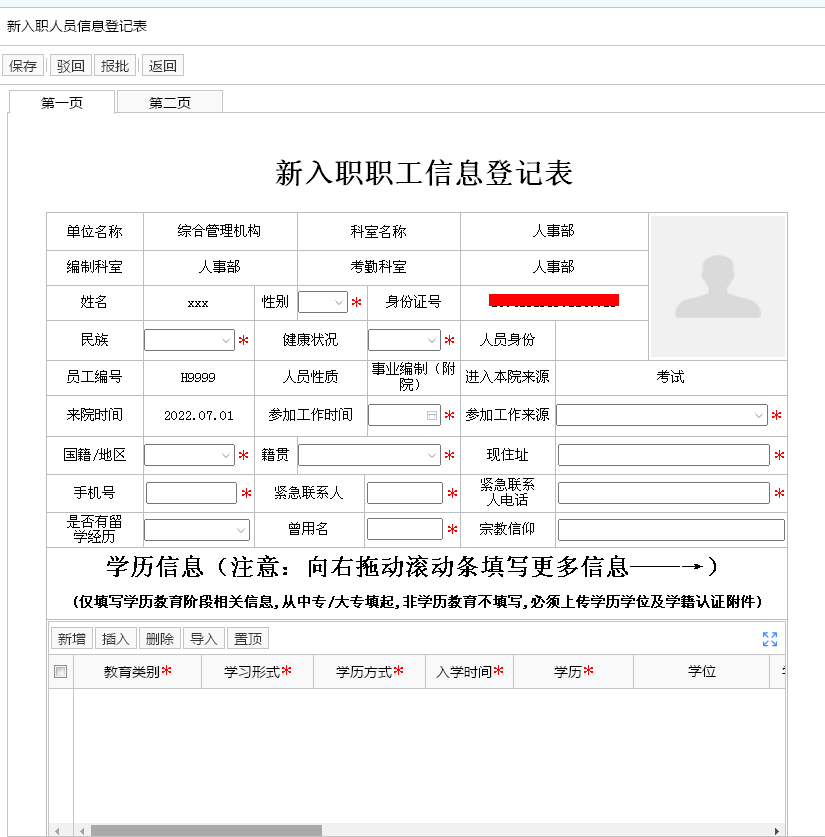 新入职人员信息登记表
保存 驳回 报批 返回
第一页 第二页
新入职职工信息登记表
单位名称 综合管理机构 科室名称 人事部
编制科室 人事部 考勤科室 人事部
姓名 xxx 性别 * 身份证号
民族 * 健康状况 * 人员身份
员工编号 H9999 人员性质 事业编制（附院） 进入本院来源 考试
来院时间 2022.07.01 参加工作时间 * 参加工作来源 *
国籍/地区 * 籍贯 * 现住址 *
手机号 * 紧急联系人 * 紧急联系人电话 *
是否有留学经历 曾用名 * 宗教信仰
学历信息（注意：向右拖动滚动条填写更多信息———→）
(仅填写学历教育阶段相关信息,从中专/大专填起,非学历教育不填写,必须上传学历学位及学籍认证附件)
新增 插入 删除 导入 置顶
教育类别* 学习形式* 学历方式* 入学时间* 学历* 学位